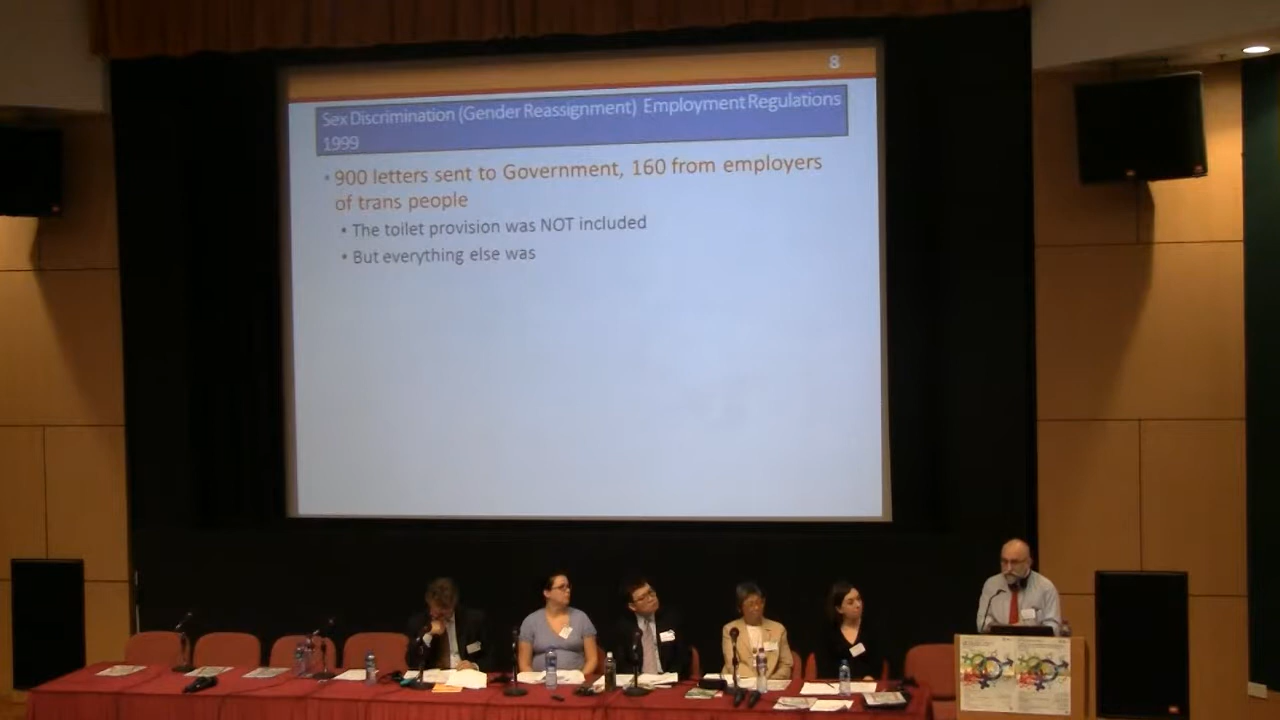 8
Sex Discrimination (Gender Reassignment) Employment Regulations
1999
• 900 letters sent to Government, 160 from employers
of trans people
• The toilet provision was NOT included
• But everything else was